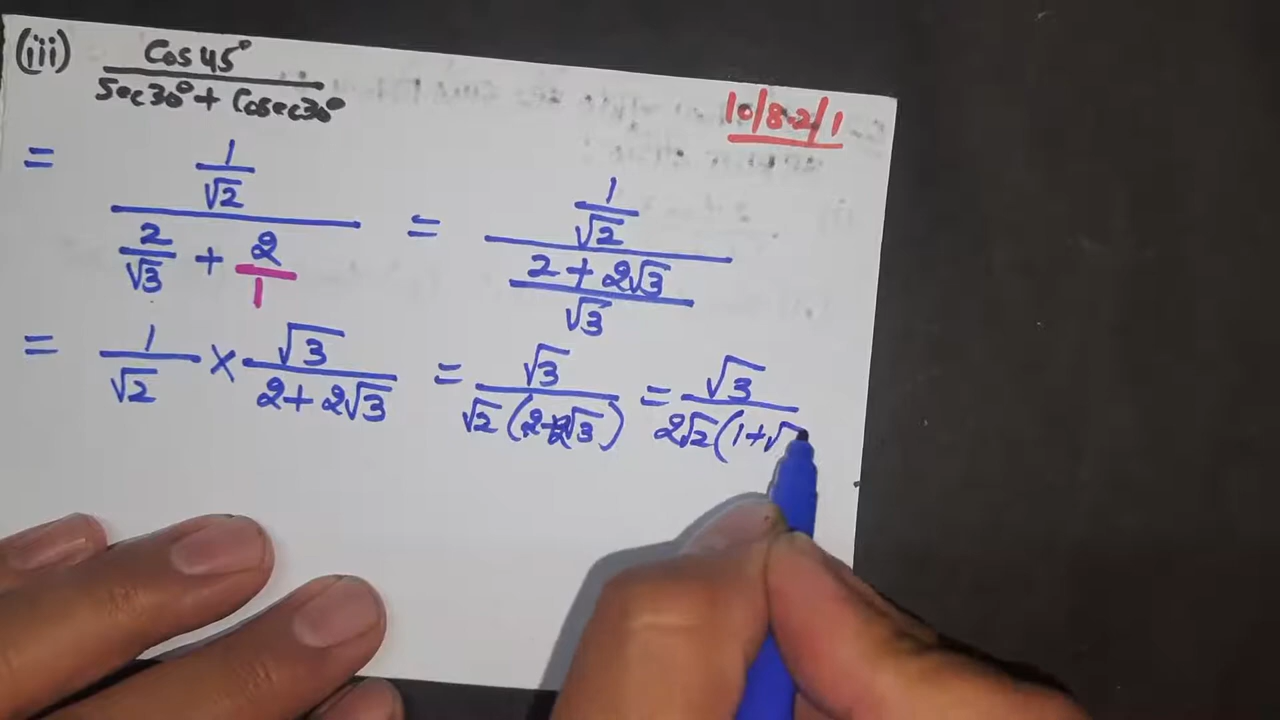 (iii) Cos 45°
Sec 30° + Cosec 30°
10/8.2/1
= 1/√2 / (2/√3 + 2/1) = 1/√2 / ((2 + 2√3)/√3)
= 1/√2 × √3/(2 + 2√3) = √3/(√2 (2+2√3)) = √3/(2√2 (1+√